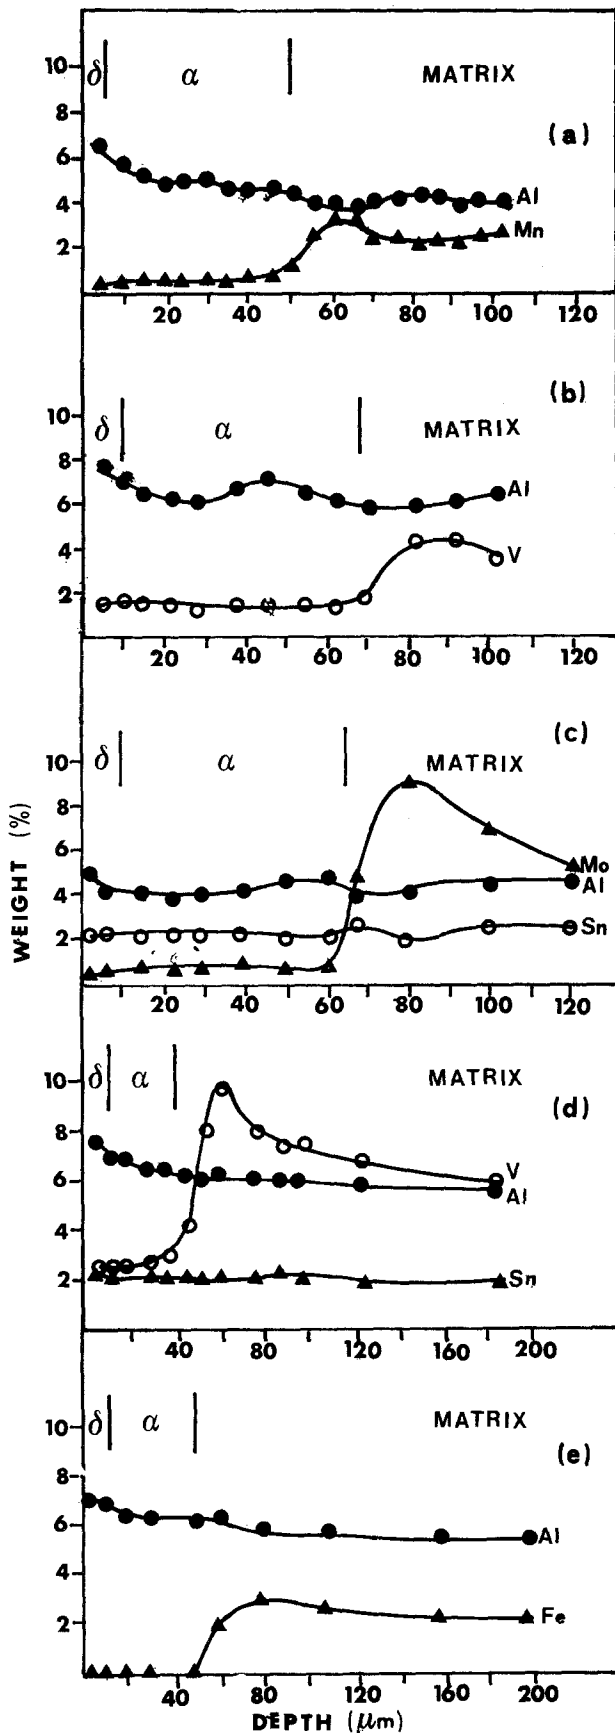 10
δ
α
MATRIX
(a)
8
6
4
2
Al
Mn
20 40 60 80 100 120
(b)
10
δ
α
MATRIX
8
6
4
2
Al
V
20 40 60 80 100 120
(c)
10
δ
α
MATRIX
8
6
4
2
Mo
Al
Sn
20 40 60 80 100 120
WEIGHT (%)
10
δ
α
MATRIX
(d)
8
6
4
2
V
Al
Sn
40 80 120 160 200
10
δ
α
MATRIX
(e)
8
6
4
2
Al
Fe
40 80 120 160 200
DEPTH (μm)